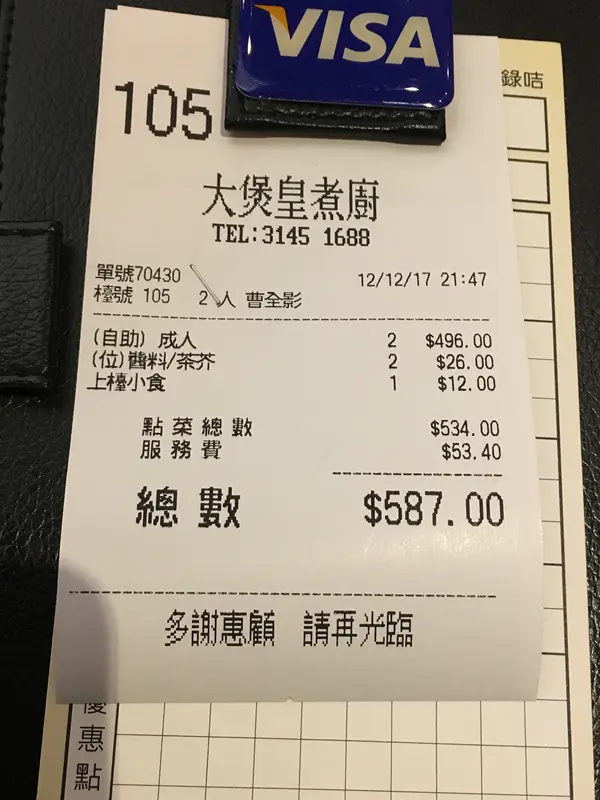 VISA
錄咭
105
大煲皇煮廚
TEL:3145 1688
單號70430 12/12/17 21:47
檯號 105 2 人 曹全影
(自助) 成人 2 $496.00
(位)醬料/茶芥 2 $26.00
上檯小食 1 $12.00
點菜總數 $534.00
服務費 $53.40
總數 $587.00
多謝惠顧 請再光臨
優惠點